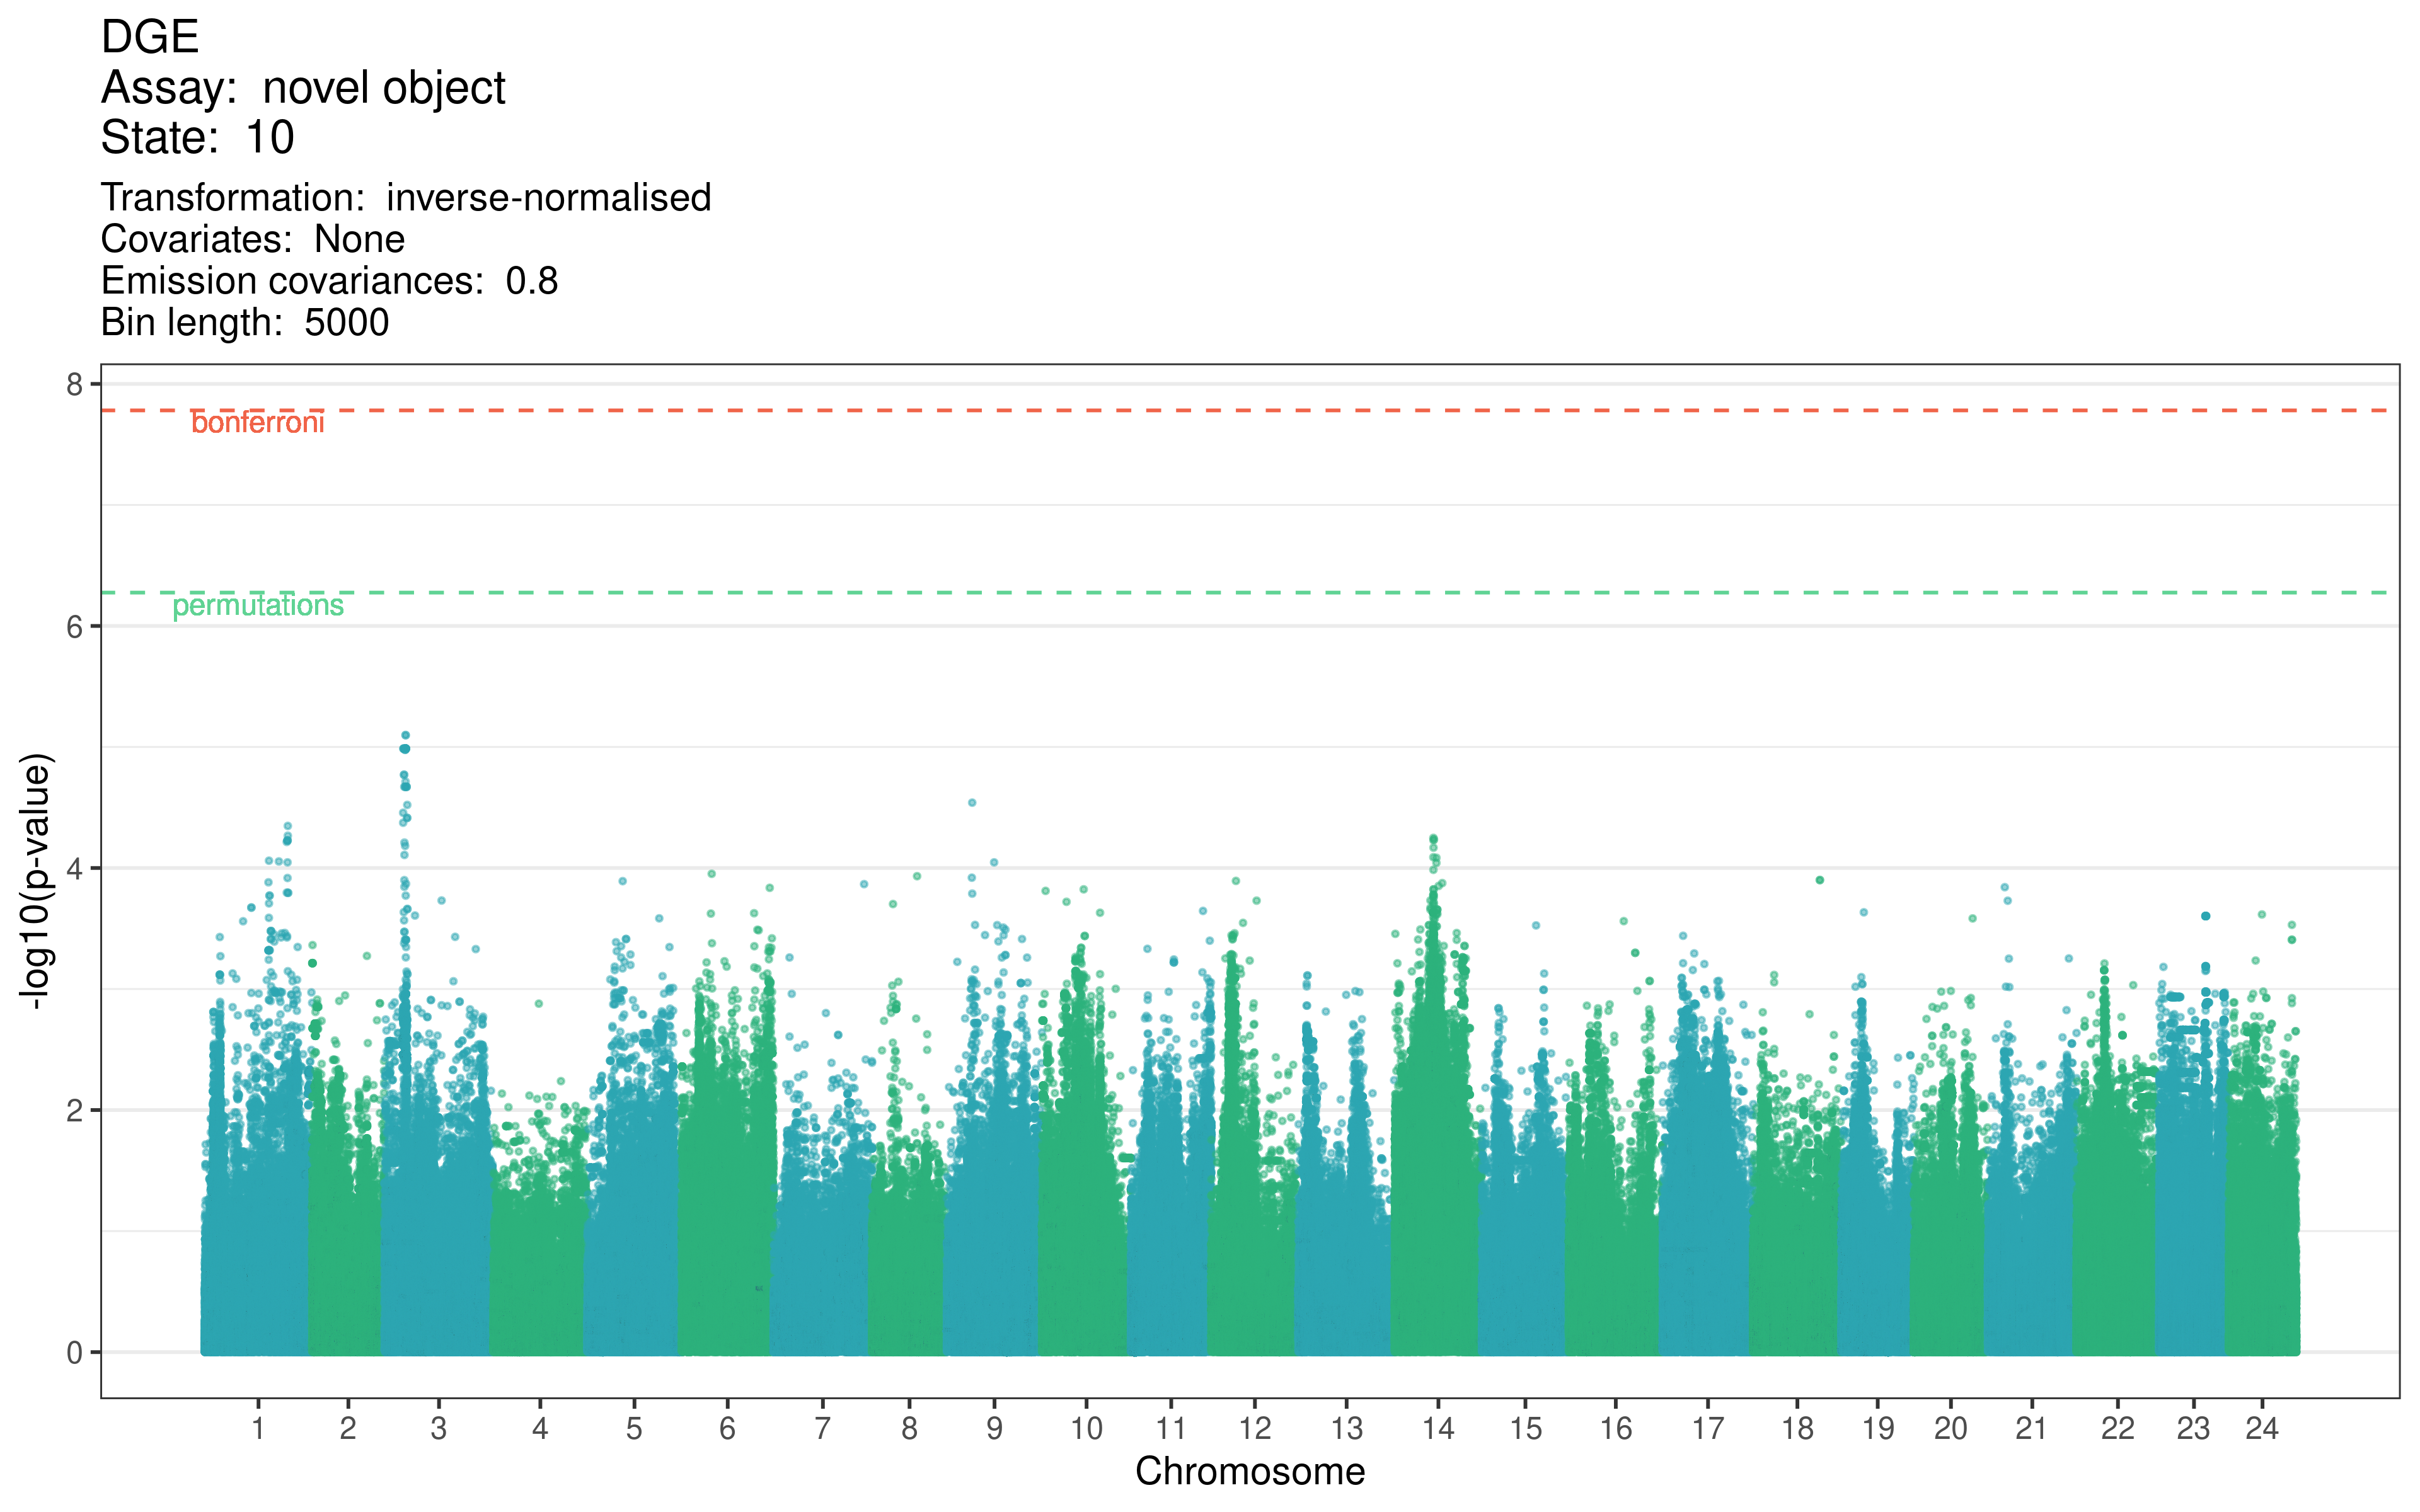 DGE
Assay:  novel object
State:  10
Transformation:  inverse-normalised
Covariates:  None
Emission covariances:  0.8
Bin length:  5000
8
bonferroni
permutations
6
4
2
0
-log10(p-value)
1 2 3 4 5 6 7 8 9 10 11 12 13 14 15 16 17 18 19 20 21 22 23 24
Chromosome